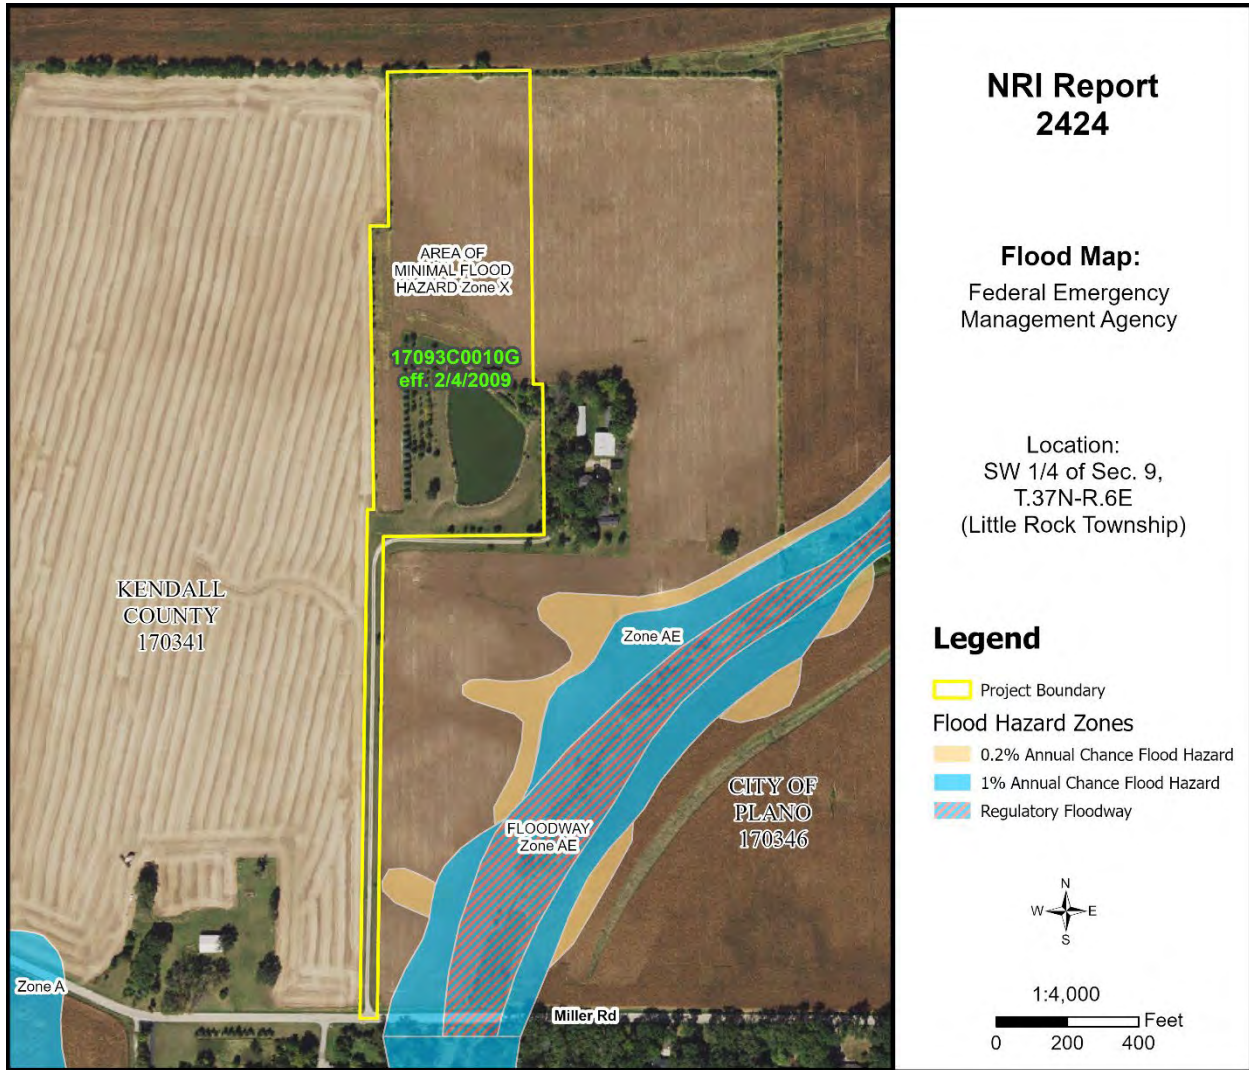 AREA OF
MINIMAL FLOOD
HAZARD Zone X
17093C0010G
eff. 2/4/2009
KENDALL
COUNTY
170341
Zone AE
CITY OF
PLANO
170346
FLOODWAY
Zone AE
Zone A
Miller Rd
NRI Report
2424
Flood Map:
Federal Emergency
Management Agency
Location:
SW 1/4 of Sec. 9,
T.37N-R.6E
(Little Rock Township)
Legend
Project Boundary
Flood Hazard Zones
0.2% Annual Chance Flood Hazard
1% Annual Chance Flood Hazard
Regulatory Floodway
N
W E
S
1:4,000
Feet
0 200 400